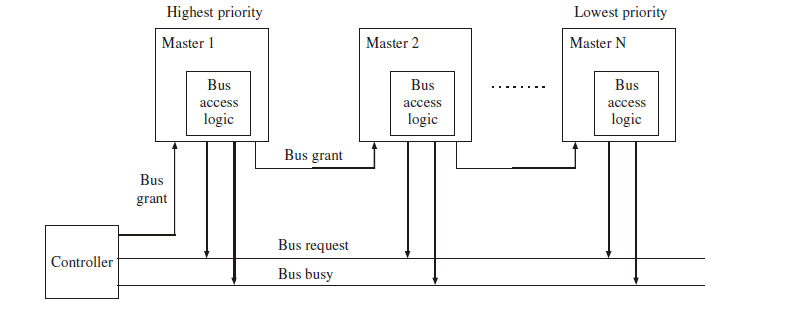 Highest priority
Lowest priority
Master 1
Master 2
Master N
Bus
access
logic
Bus
access
logic
Bus
access
logic
Bus grant
Bus
grant
Bus request
Controller
Bus busy